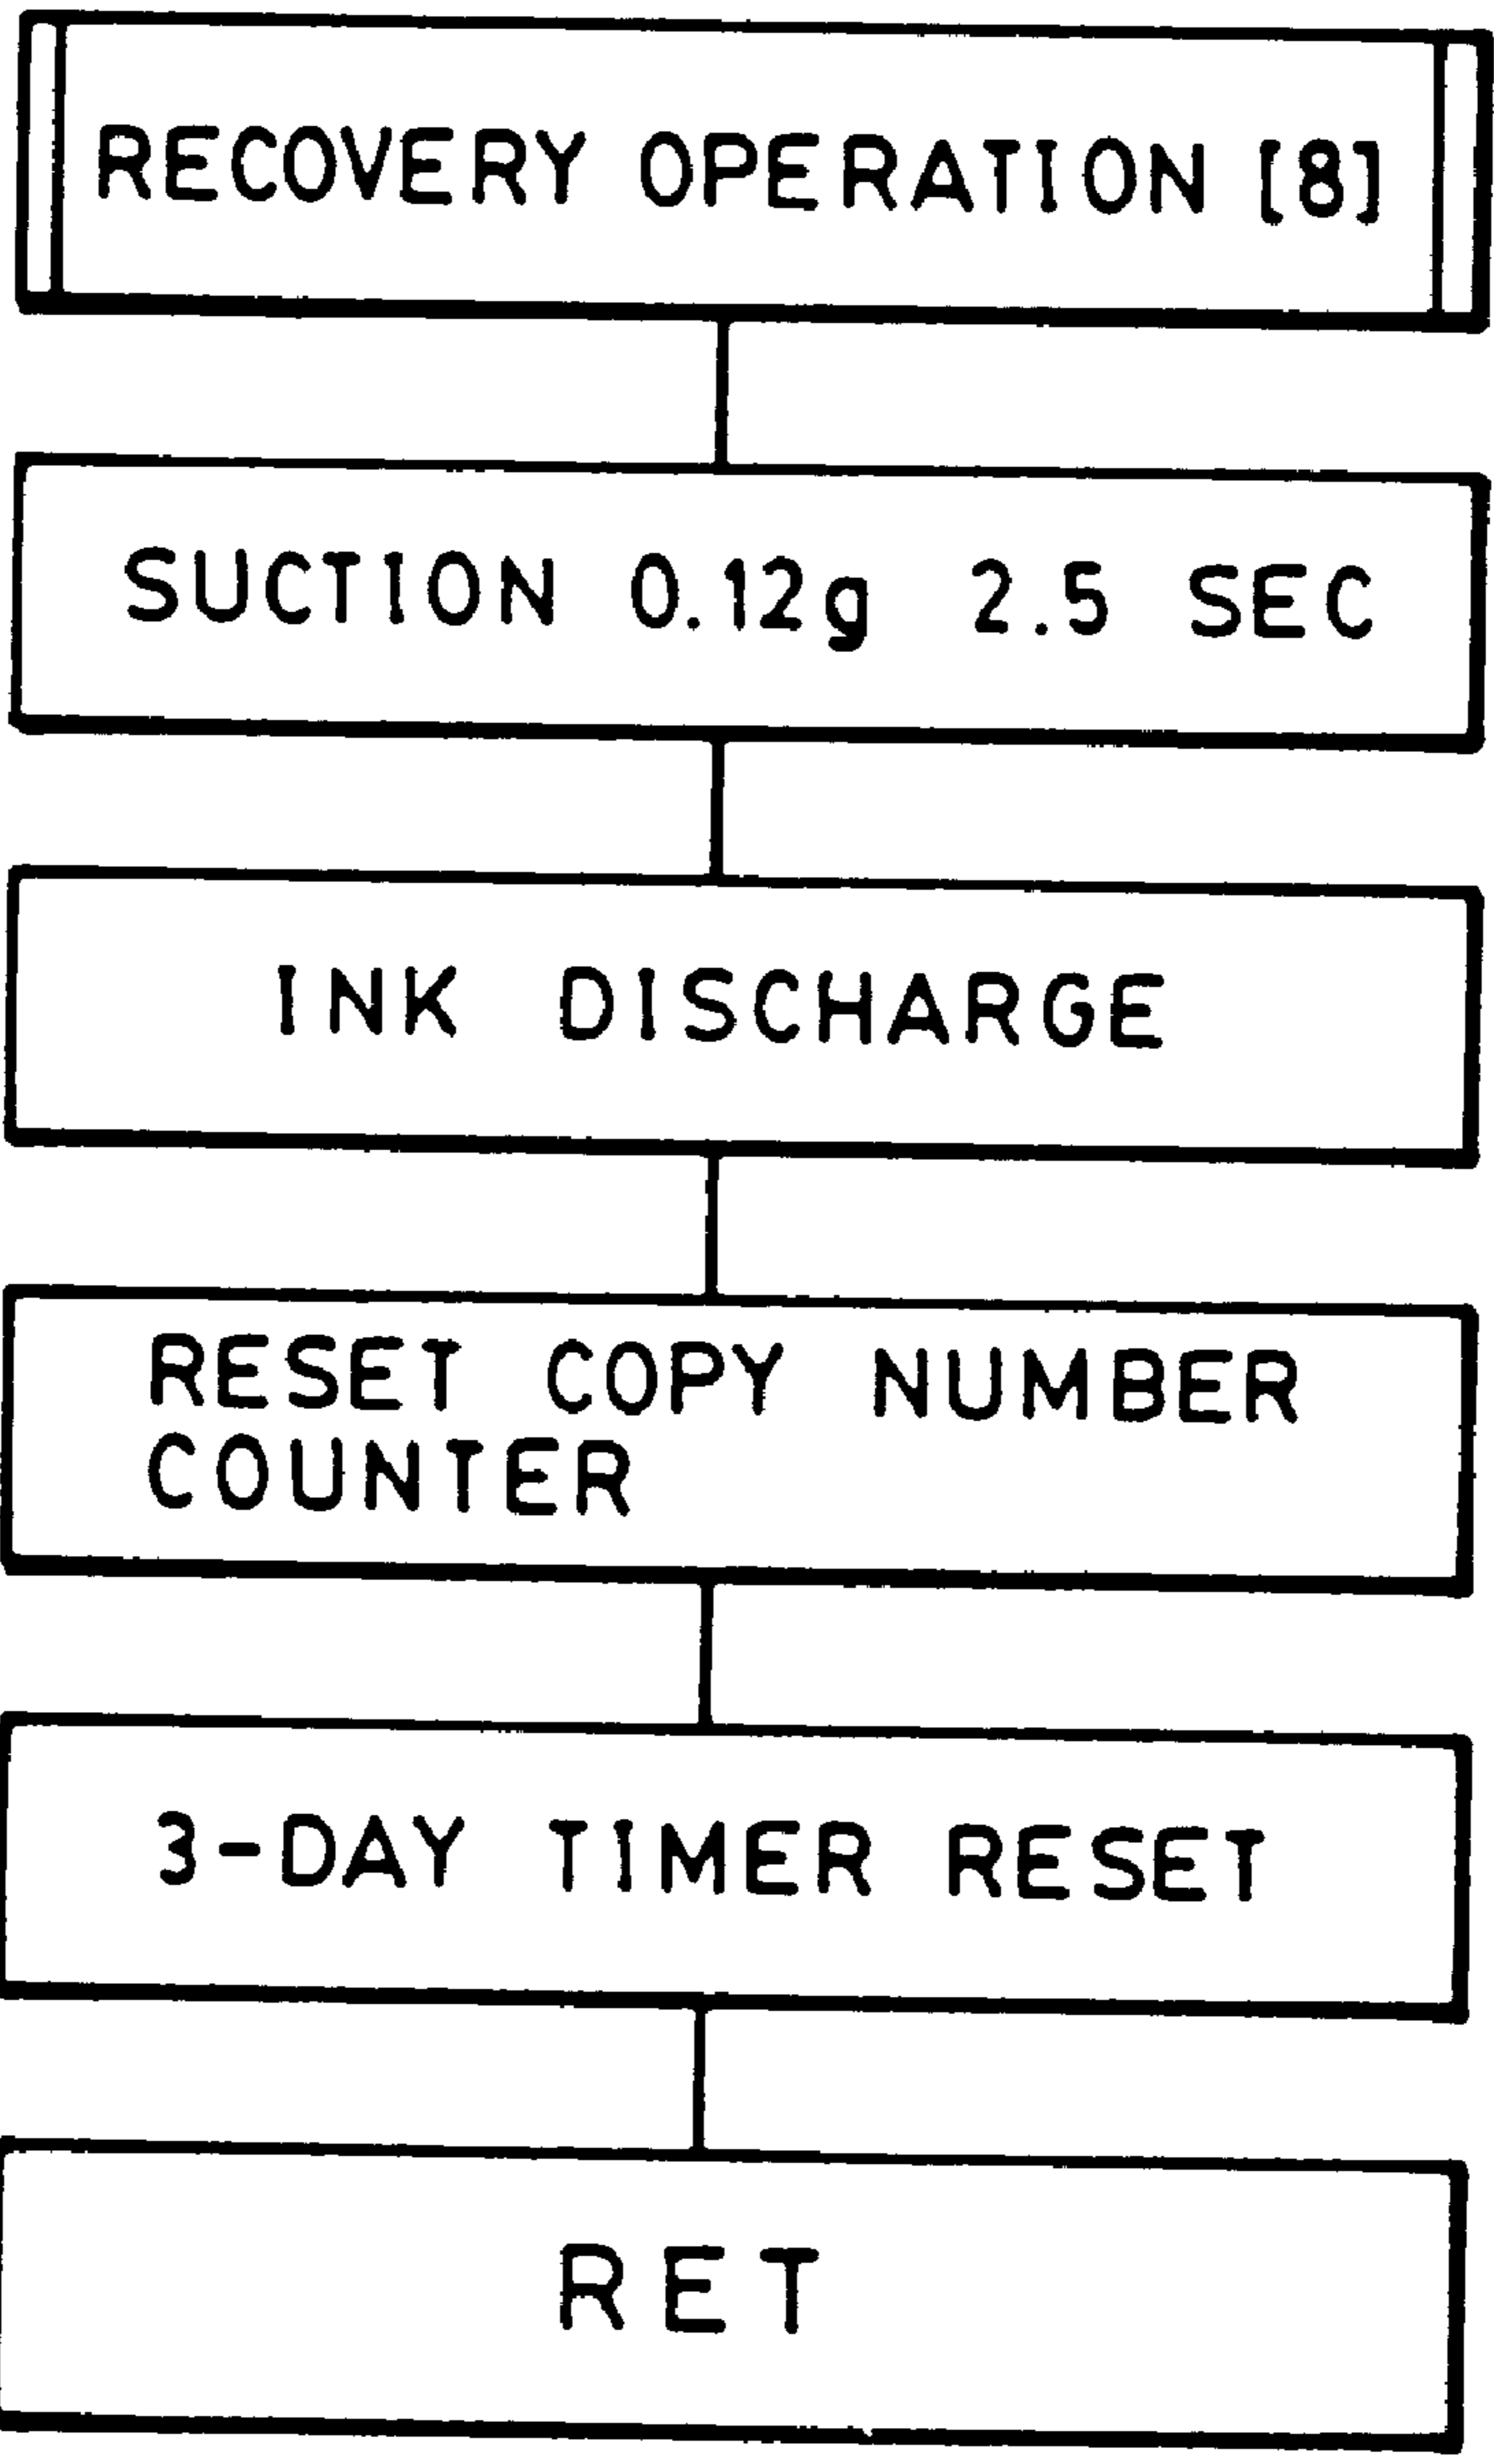 RECOVERY OPERATION [8]
SUCTION 0.12g 2.5 SEC
INK DISCHARGE
RESET COPY NUMBER
COUNTER
3-DAY TIMER RESET
RET